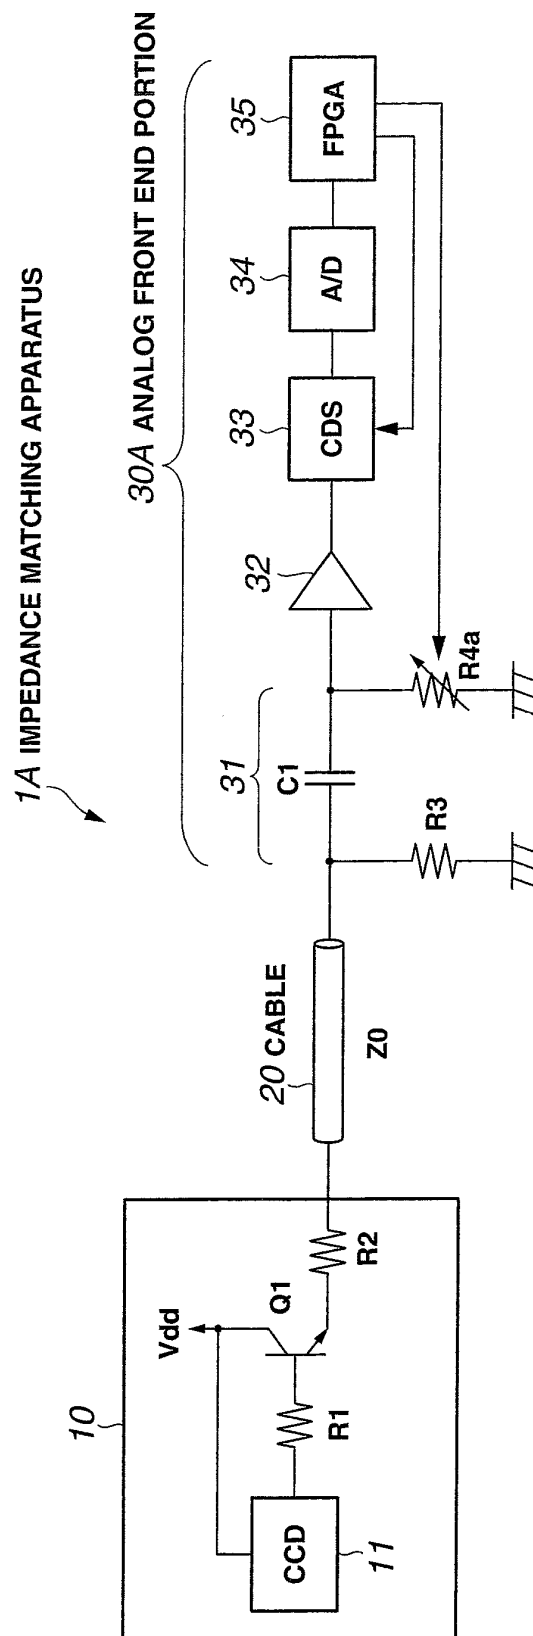 1A IMPEDANCE MATCHING APPARATUS
30A ANALOG FRONT END PORTION
10
Vdd
CCD
11
R1
Q1
R2
20 CABLE
Z0
31
C1
R3
R4a
32
33
CDS
34
A/D
35
FPGA